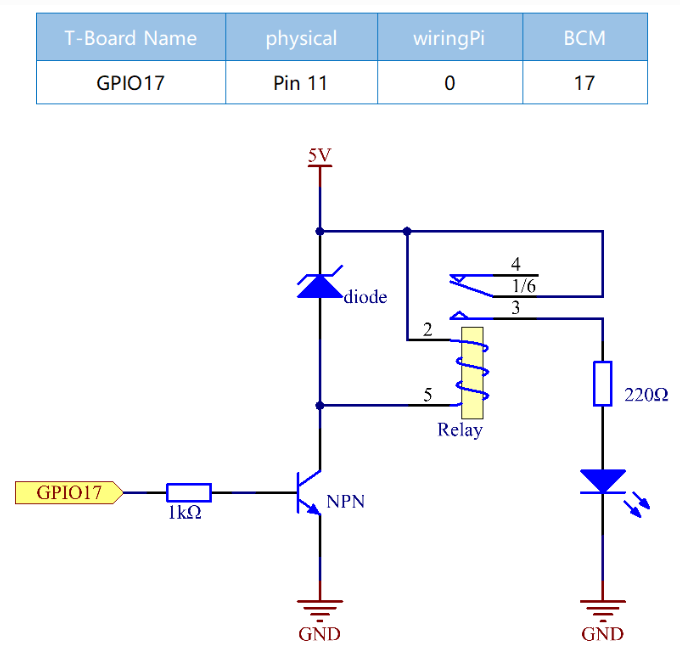 T-Board Name physical wiringPi BCM
GPIO17 Pin 11 0 17
5V
4
1/6
3
diode
2
5
220Ω
Relay
GPIO17
1kΩ
NPN
GND
GND